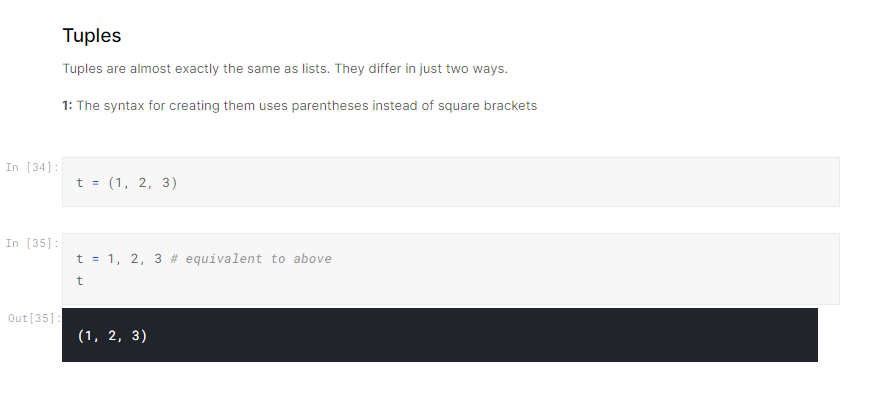 Tuples
Tuples are almost exactly the same as lists. They differ in just two ways.
1: The syntax for creating them uses parentheses instead of square brackets
In [34]:
t = (1, 2, 3)
In [35]:
t = 1, 2, 3 # equivalent to above
t
Out[35]:
(1, 2, 3)